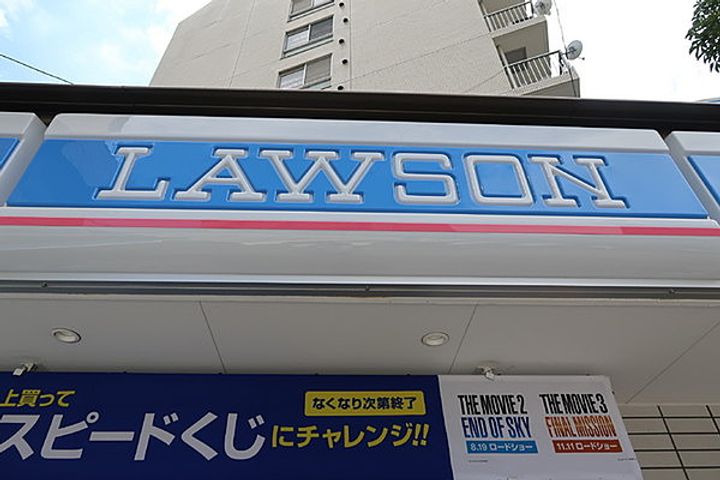 LAWSON
上買って
スピードくじにチャレンジ!!
なくなり次第終了
THE MOVIE 2
END OF SKY
8.19 ロードショー
THE MOVIE 3
FINAL MISSION
11.11 ロードショー